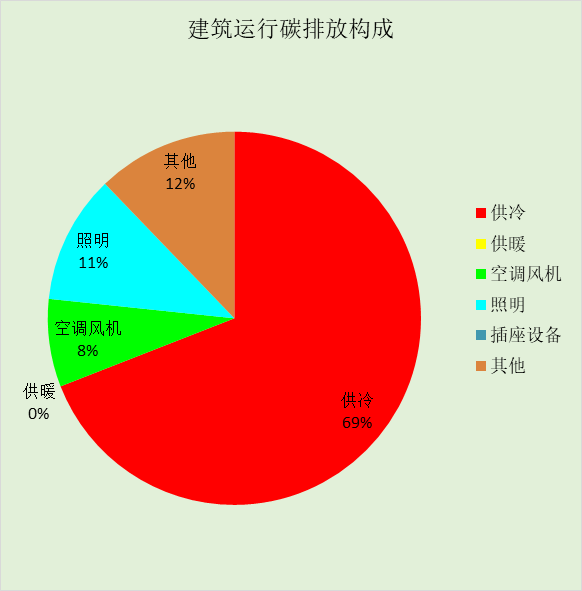 建筑运行碳排放构成
其他
12%
照明
11%
空调风机
8%
供暖
0%
供冷
69%
供冷
供暖
空调风机
照明
插座设备
其他